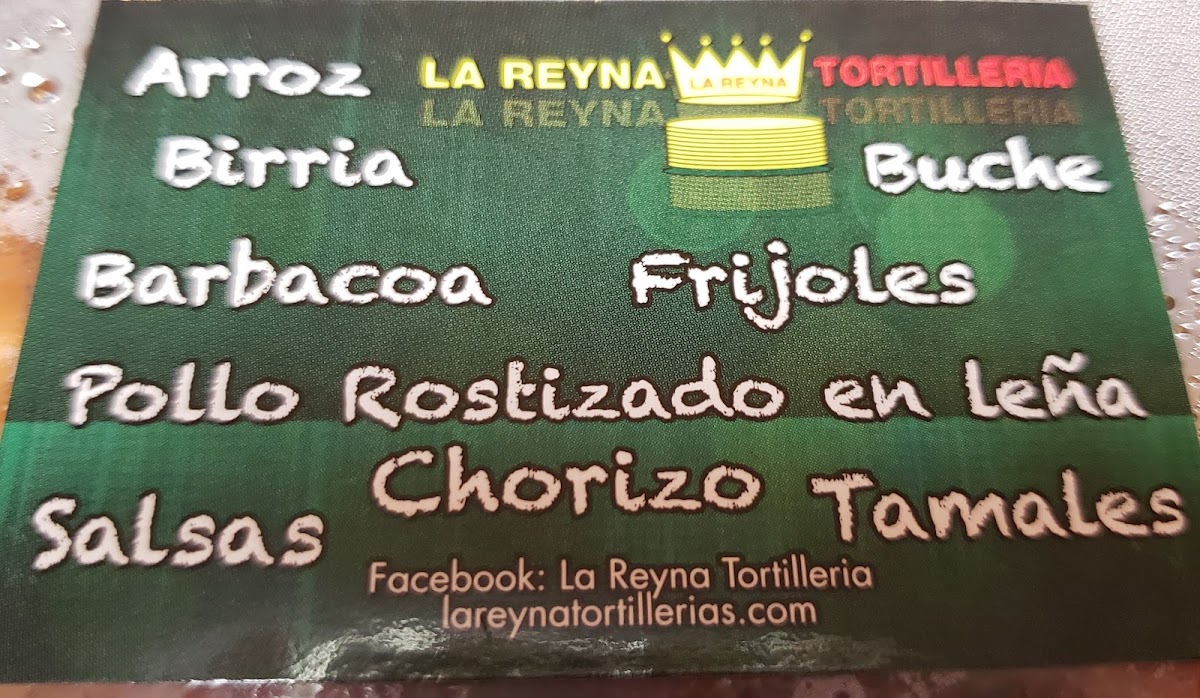 Arroz
LA REYNA
LA REYNA
TORTILLERIA
LA REYNA
TORTILLERIA
Birria
Buche
Barbacoa
Frijoles
Pollo Rostizado en leña
Chorizo
Salsas
Tamales
Facebook: La Reyna Tortilleria
lareynatortillerias.com